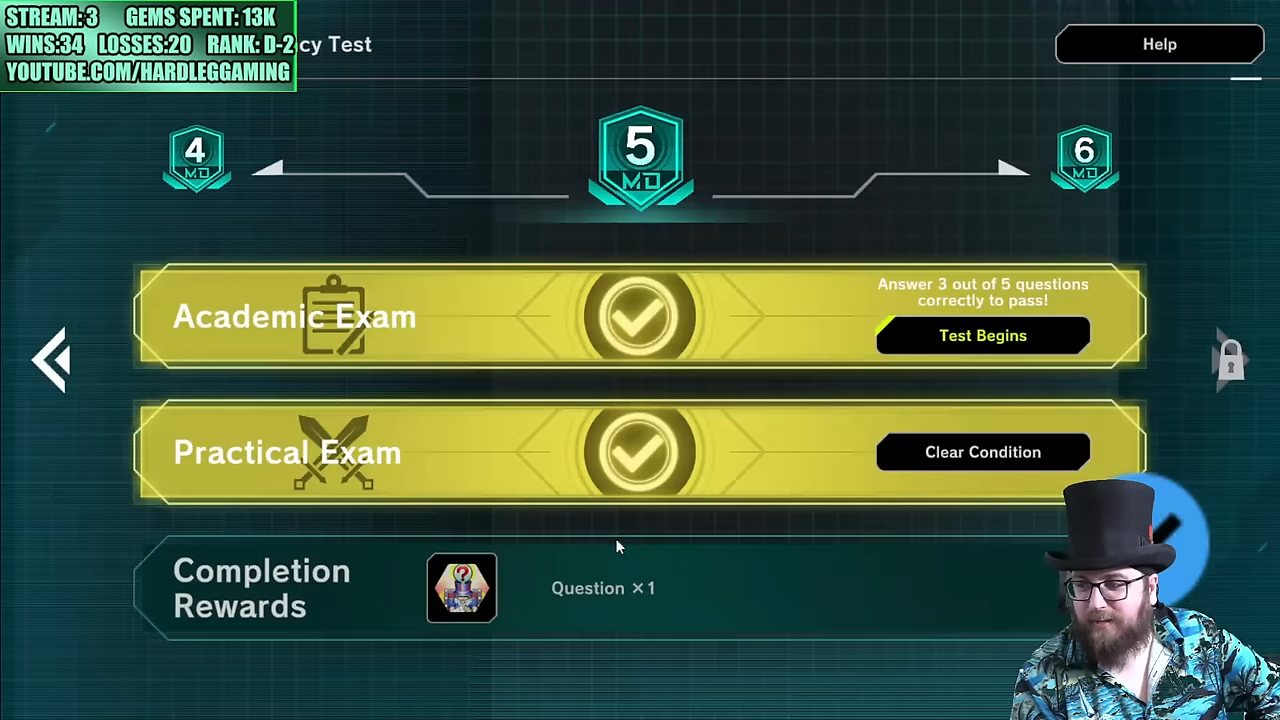 STREAM: 3 GEMS SPENT: 13K
WINS:34 LOSSES:20 RANK: D-2
YOUTUBE.COM/HARDLEGGAMING
cy Test
Help
4
MD
5
MD
6
MD
Academic Exam
Answer 3 out of 5 questions
correctly to pass!
Test Begins
Practical Exam
Clear Condition
Completion
Rewards
?
Question ×1